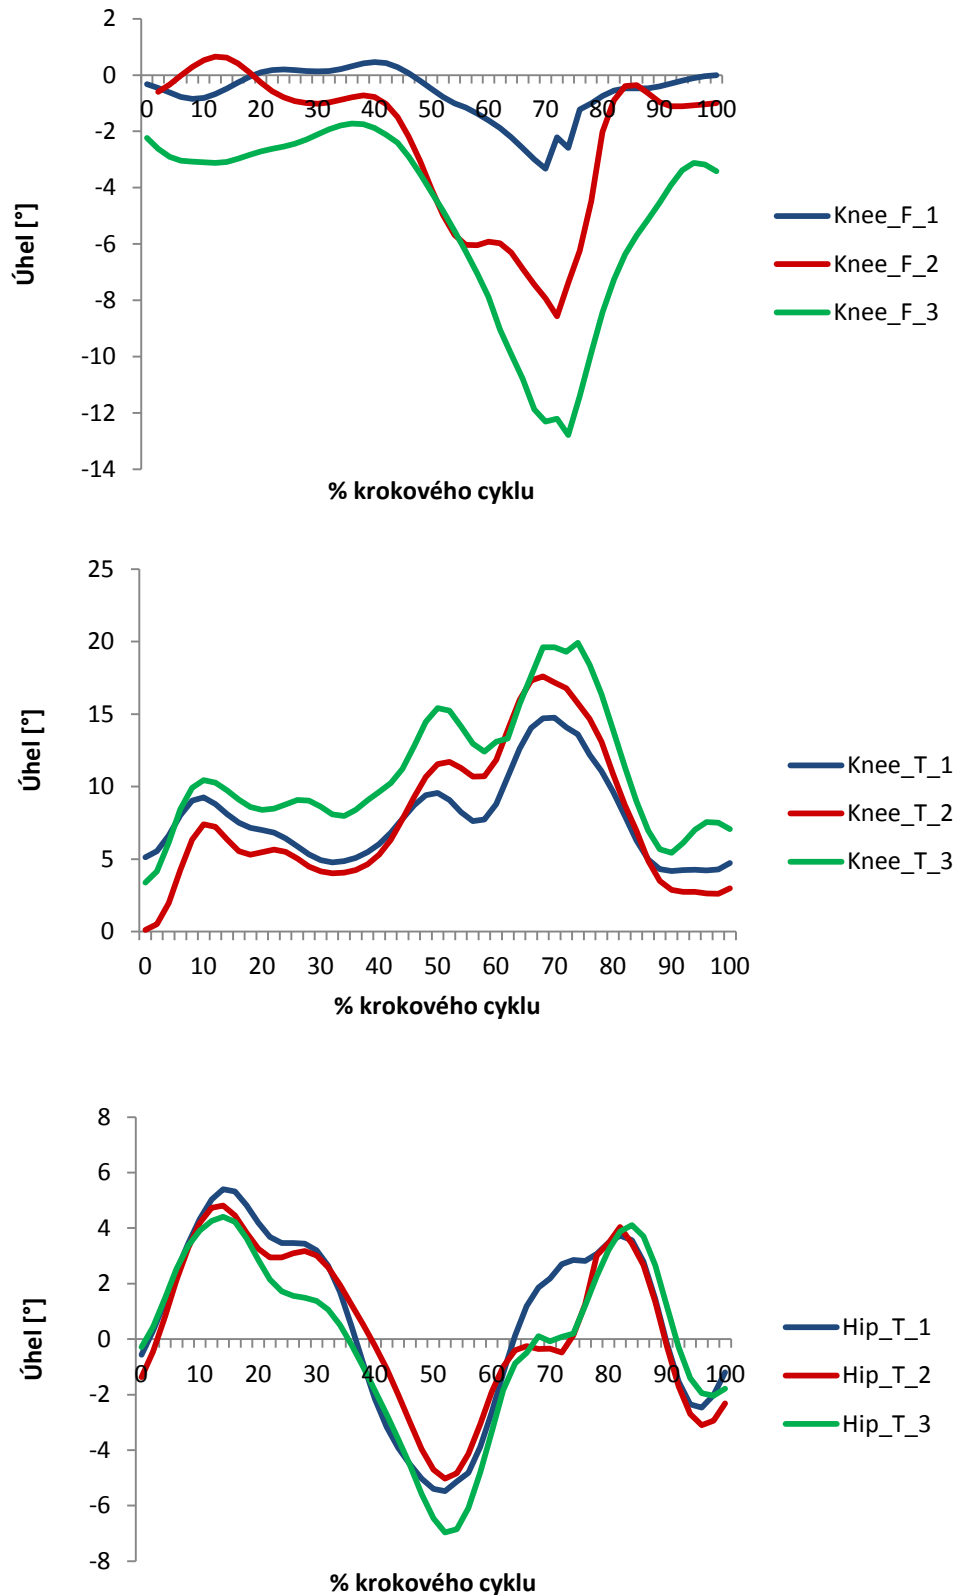 2
0
-2
-4
-6
-8
-10
-12
-14
0 10 20 30 40 50 60 70 80 90 100
Úhel [°]
% krokového cyklu
Knee_F_1
Knee_F_2
Knee_F_3
25
20
15
10
5
0
0 10 20 30 40 50 60 70 80 90 100
Úhel [°]
% krokového cyklu
Knee_T_1
Knee_T_2
Knee_T_3
8
6
4
2
0
-2
-4
-6
-8
0 10 20 30 40 50 60 70 80 90 100
Úhel [°]
% krokového cyklu
Hip_T_1
Hip_T_2
Hip_T_3